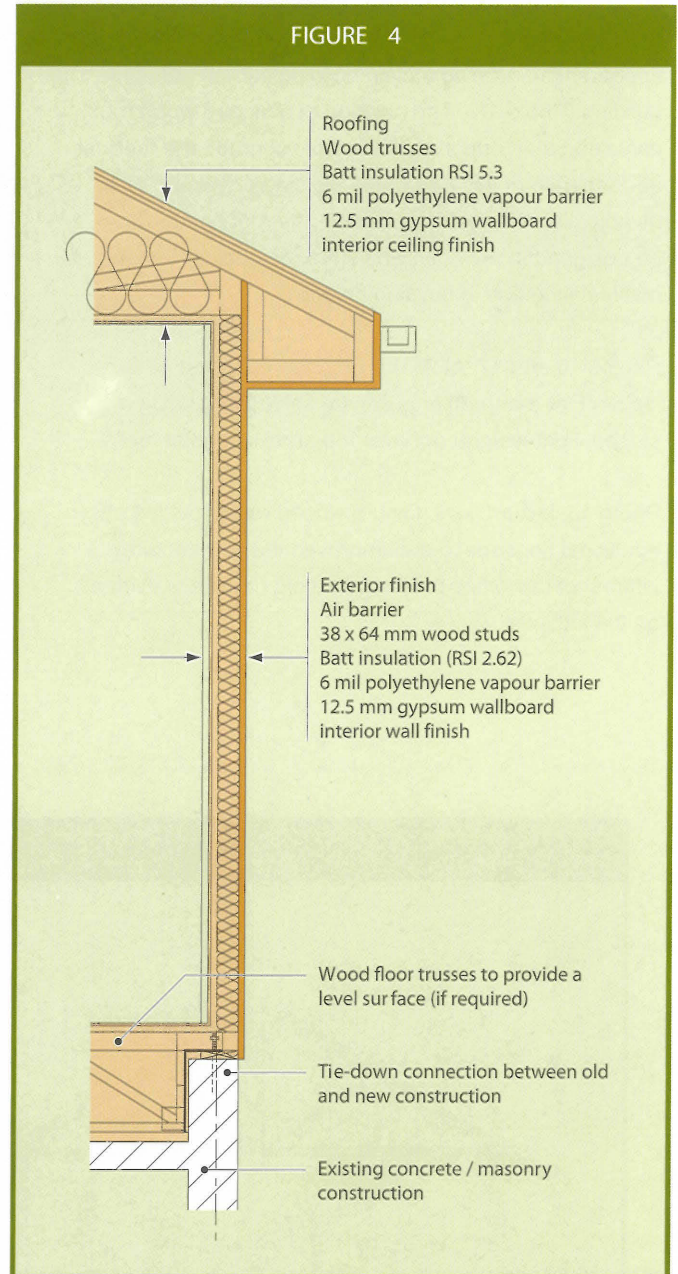 FIGURE 4
Roofing
Wood trusses
Batt insulation RSI 5.3
6 mil polyethylene vapour barrier
12.5 mm gypsum wallboard
interior ceiling finish
Exterior finish
Air barrier
38 x 64 mm wood studs
Batt insulation (RSI 2.62)
6 mil polyethylene vapour barrier
12.5 mm gypsum wallboard
interior wall finish
Wood floor trusses to provide a
level surface (if required)
Tie-down connection between old
and new construction
Existing concrete / masonry
construction